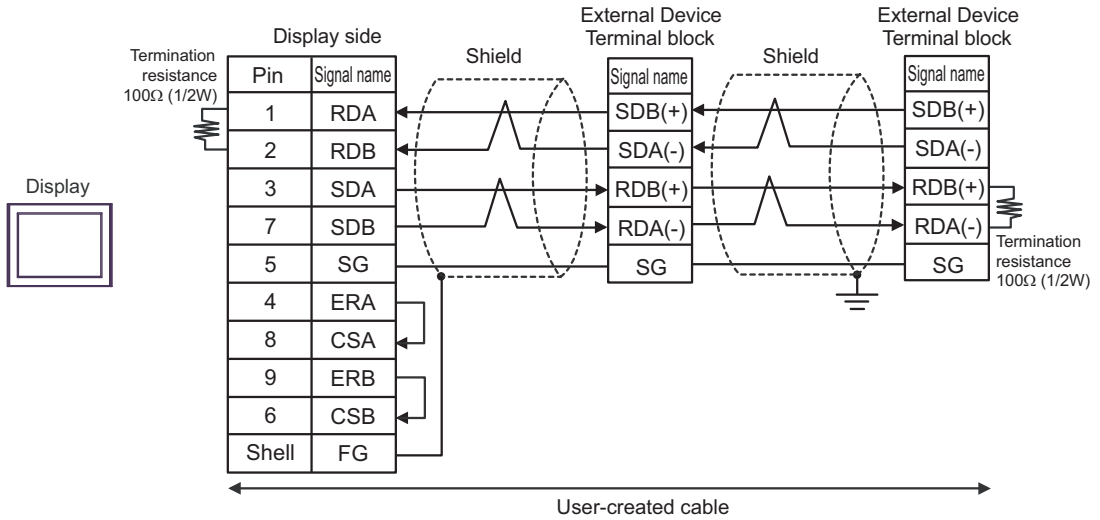 External Device
Terminal block
External Device
Terminal block
Display side
Shield
Shield
Termination
resistance
100Ω (1/2W)
Pin Signal name
Signal name
Signal name
1 RDA
SDB(+)
SDB(+)
2 RDB
SDA(-)
SDA(-)
3 SDA
RDB(+)
RDB(+)
Display
7 SDB
RDA(-)
RDA(-)
Termination
resistance
100Ω (1/2W)
5 SG
SG
SG
4 ERA
8 CSA
9 ERB
6 CSB
Shell FG
User-created cable